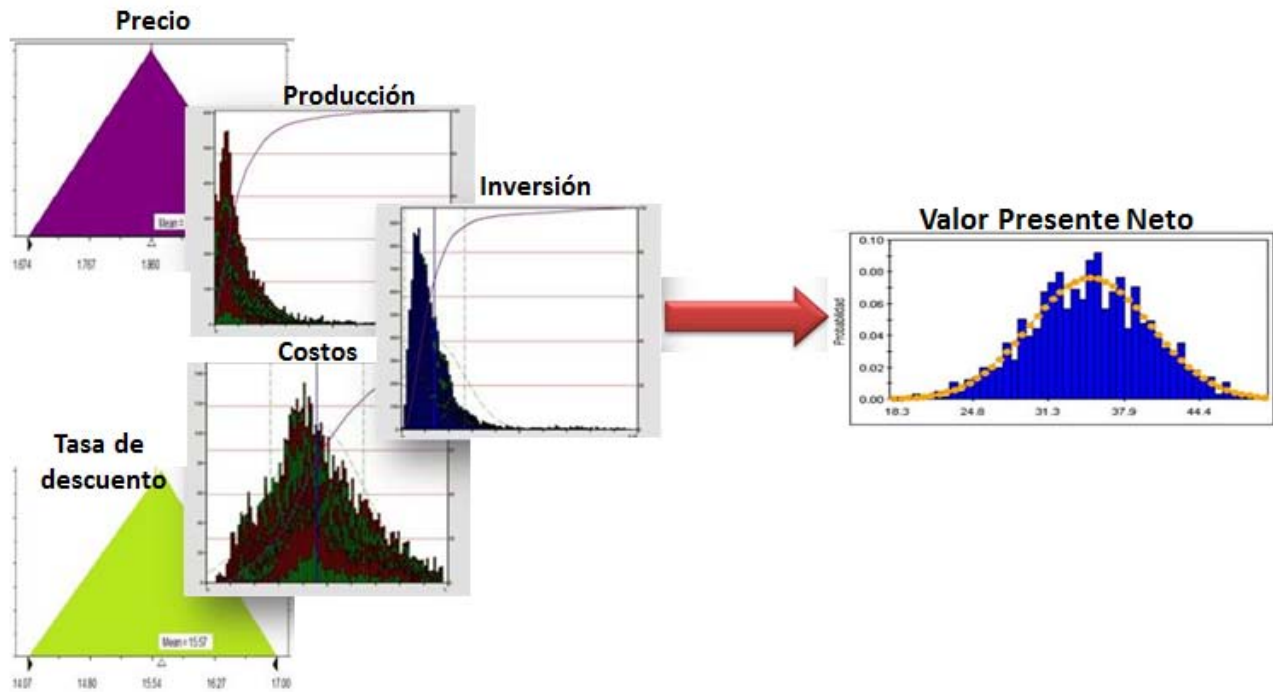 Precio
Mean =
1.674 1.767 1.860
Producción
Inversión
Costos
Tasa de
descuento
Mean = 15.57
14.07 14.80 15.54 16.27 17.00
Valor Presente Neto
Probabilidad
0.10
0.08
0.06
0.04
0.02
0.00
18.3 24.8 31.3 37.9 44.4